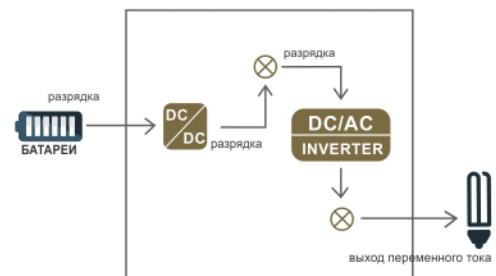 разрядка
разрядка
DC
DC
разрядка
DC/AC
INVERTER
БАТАРЕИ
выход переменного тока